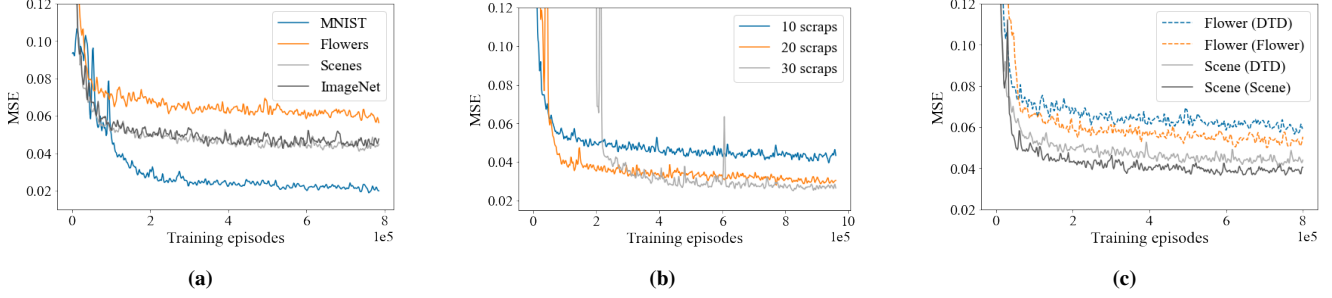 0.12
0.10
0.08
0.06
0.04
0.02
MSE
MNIST
Flowers
Scenes
ImageNet
0 2 4 6 8
1e5
Training episodes
(a)
0.12
0.10
0.08
0.06
0.04
0.02
MSE
10 scraps
20 scraps
30 scraps
0 2 4 6 8 10
1e5
Training episodes
(b)
0.12
0.10
0.08
0.06
0.04
0.02
MSE
Flower (DTD)
Flower (Flower)
Scene (DTD)
Scene (Scene)
0 2 4 6 8
1e5
Training episodes
(c)